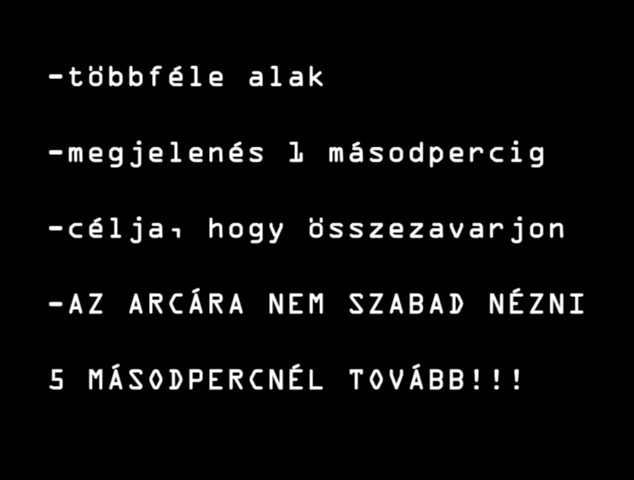 -többféle alak
-megjelenés 1 másodpercig
-célja, hogy összezavarjon
-AZ ARCÁRA NEM SZABAD NÉZNI
5 MÁSODPERCNÉL TOVÁBB!!!